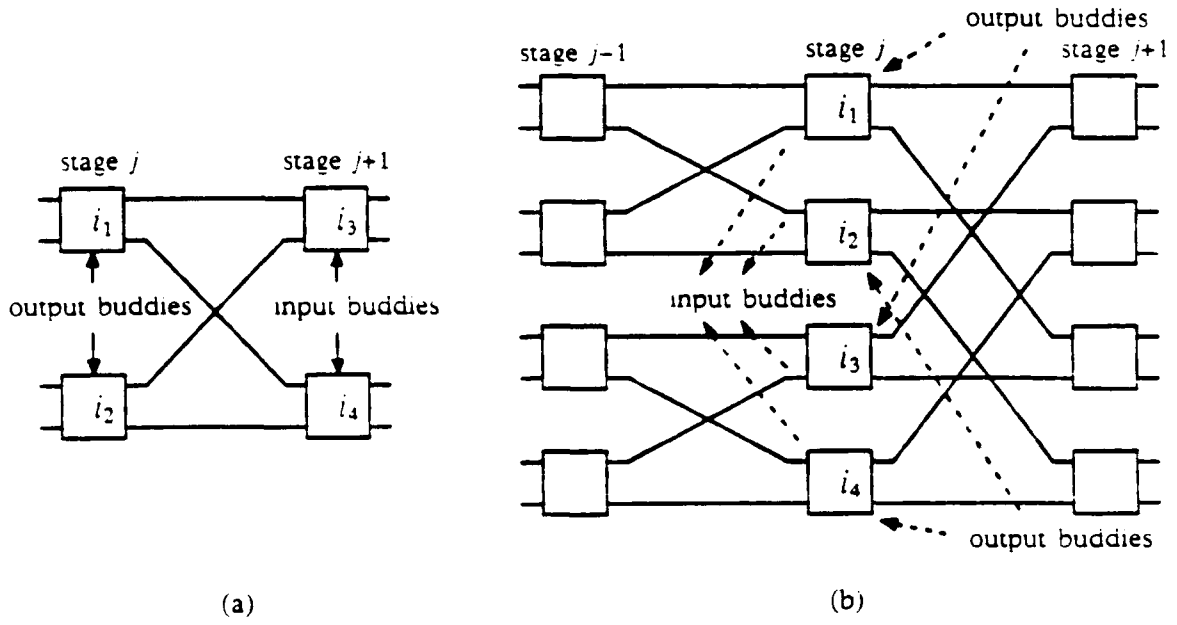 stage j
stage j+1
i1
i3
output buddies
input buddies
i2
i4
(a)
output buddies
stage j-1
stage j
stage j+1
i1
i2
input buddies
i3
i4
output buddies
(b)